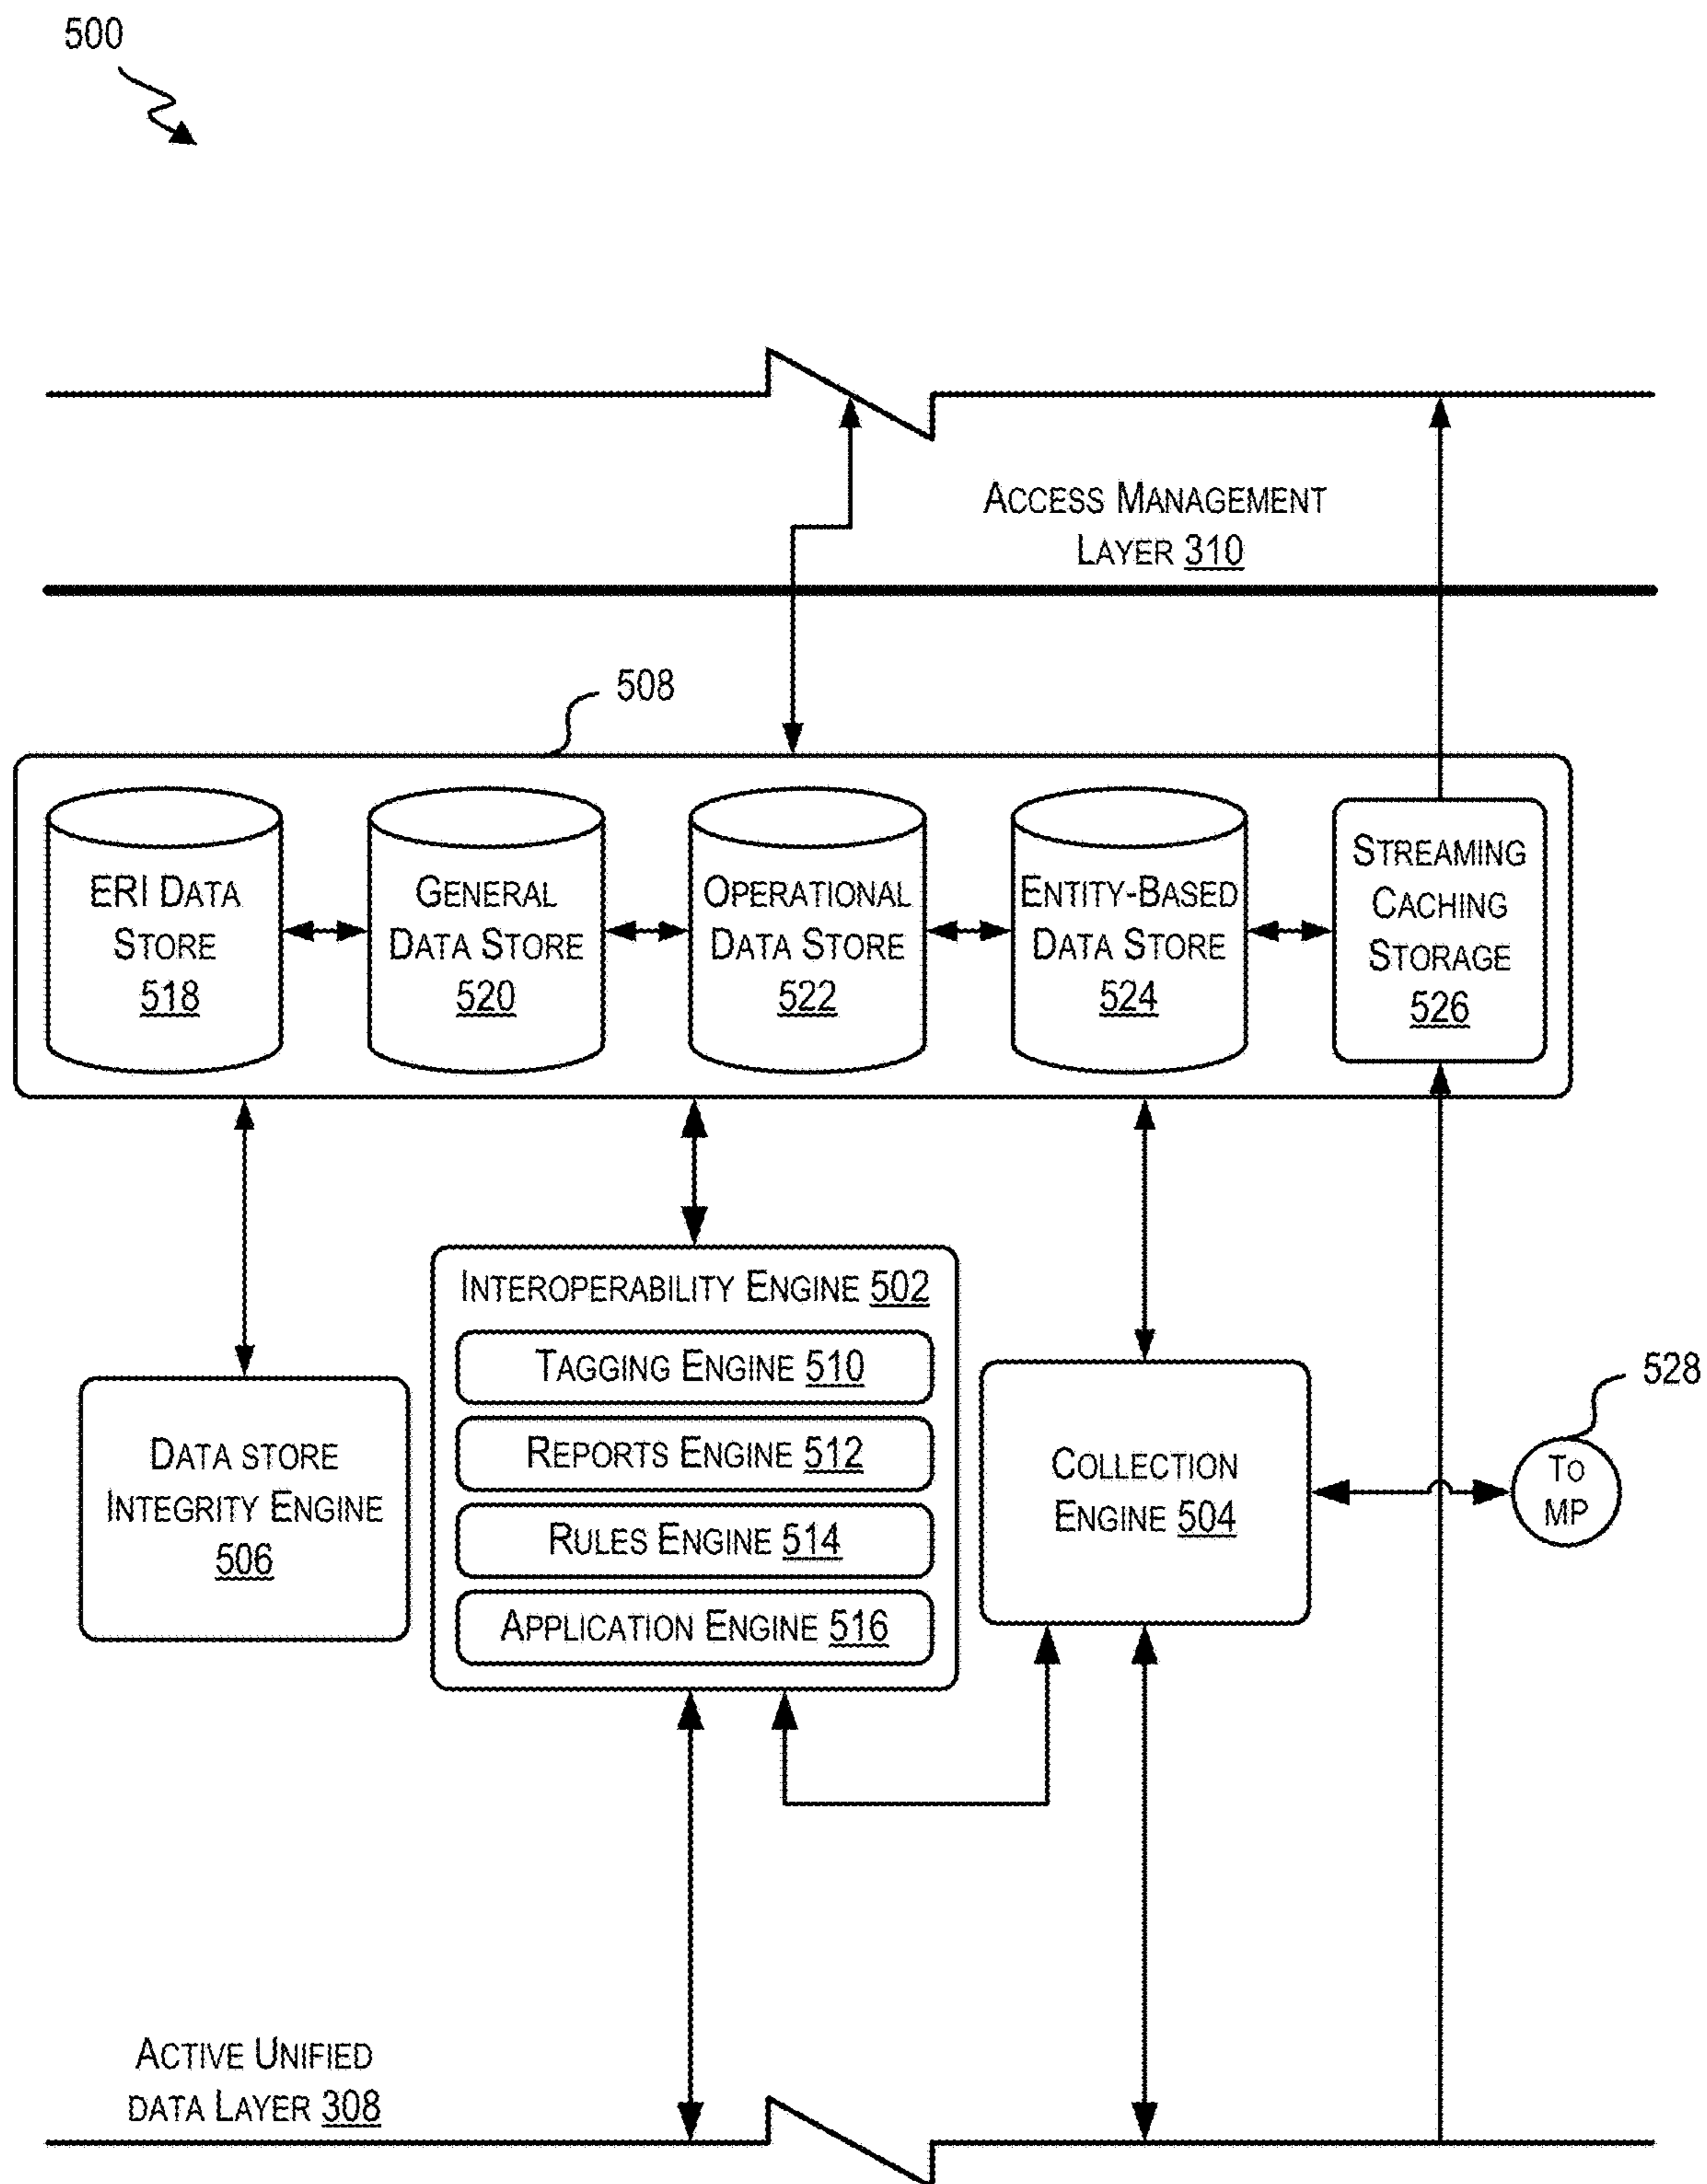 500
ACCESS MANAGEMENT
LAYER 310
508
ERI DATA
STORE
518
GENERAL
DATA STORE
520
OPERATIONAL
DATA STORE
522
ENTITY-BASED
DATA STORE
524
STREAMING
CACHING
STORAGE
526
INTEROPERABILITY ENGINE 502
TAGGING ENGINE 510
REPORTS ENGINE 512
RULES ENGINE 514
APPLICATION ENGINE 516
DATA STORE
INTEGRITY ENGINE
506
COLLECTION
ENGINE 504
528
TO
MP
ACTIVE UNIFIED
DATA LAYER 308